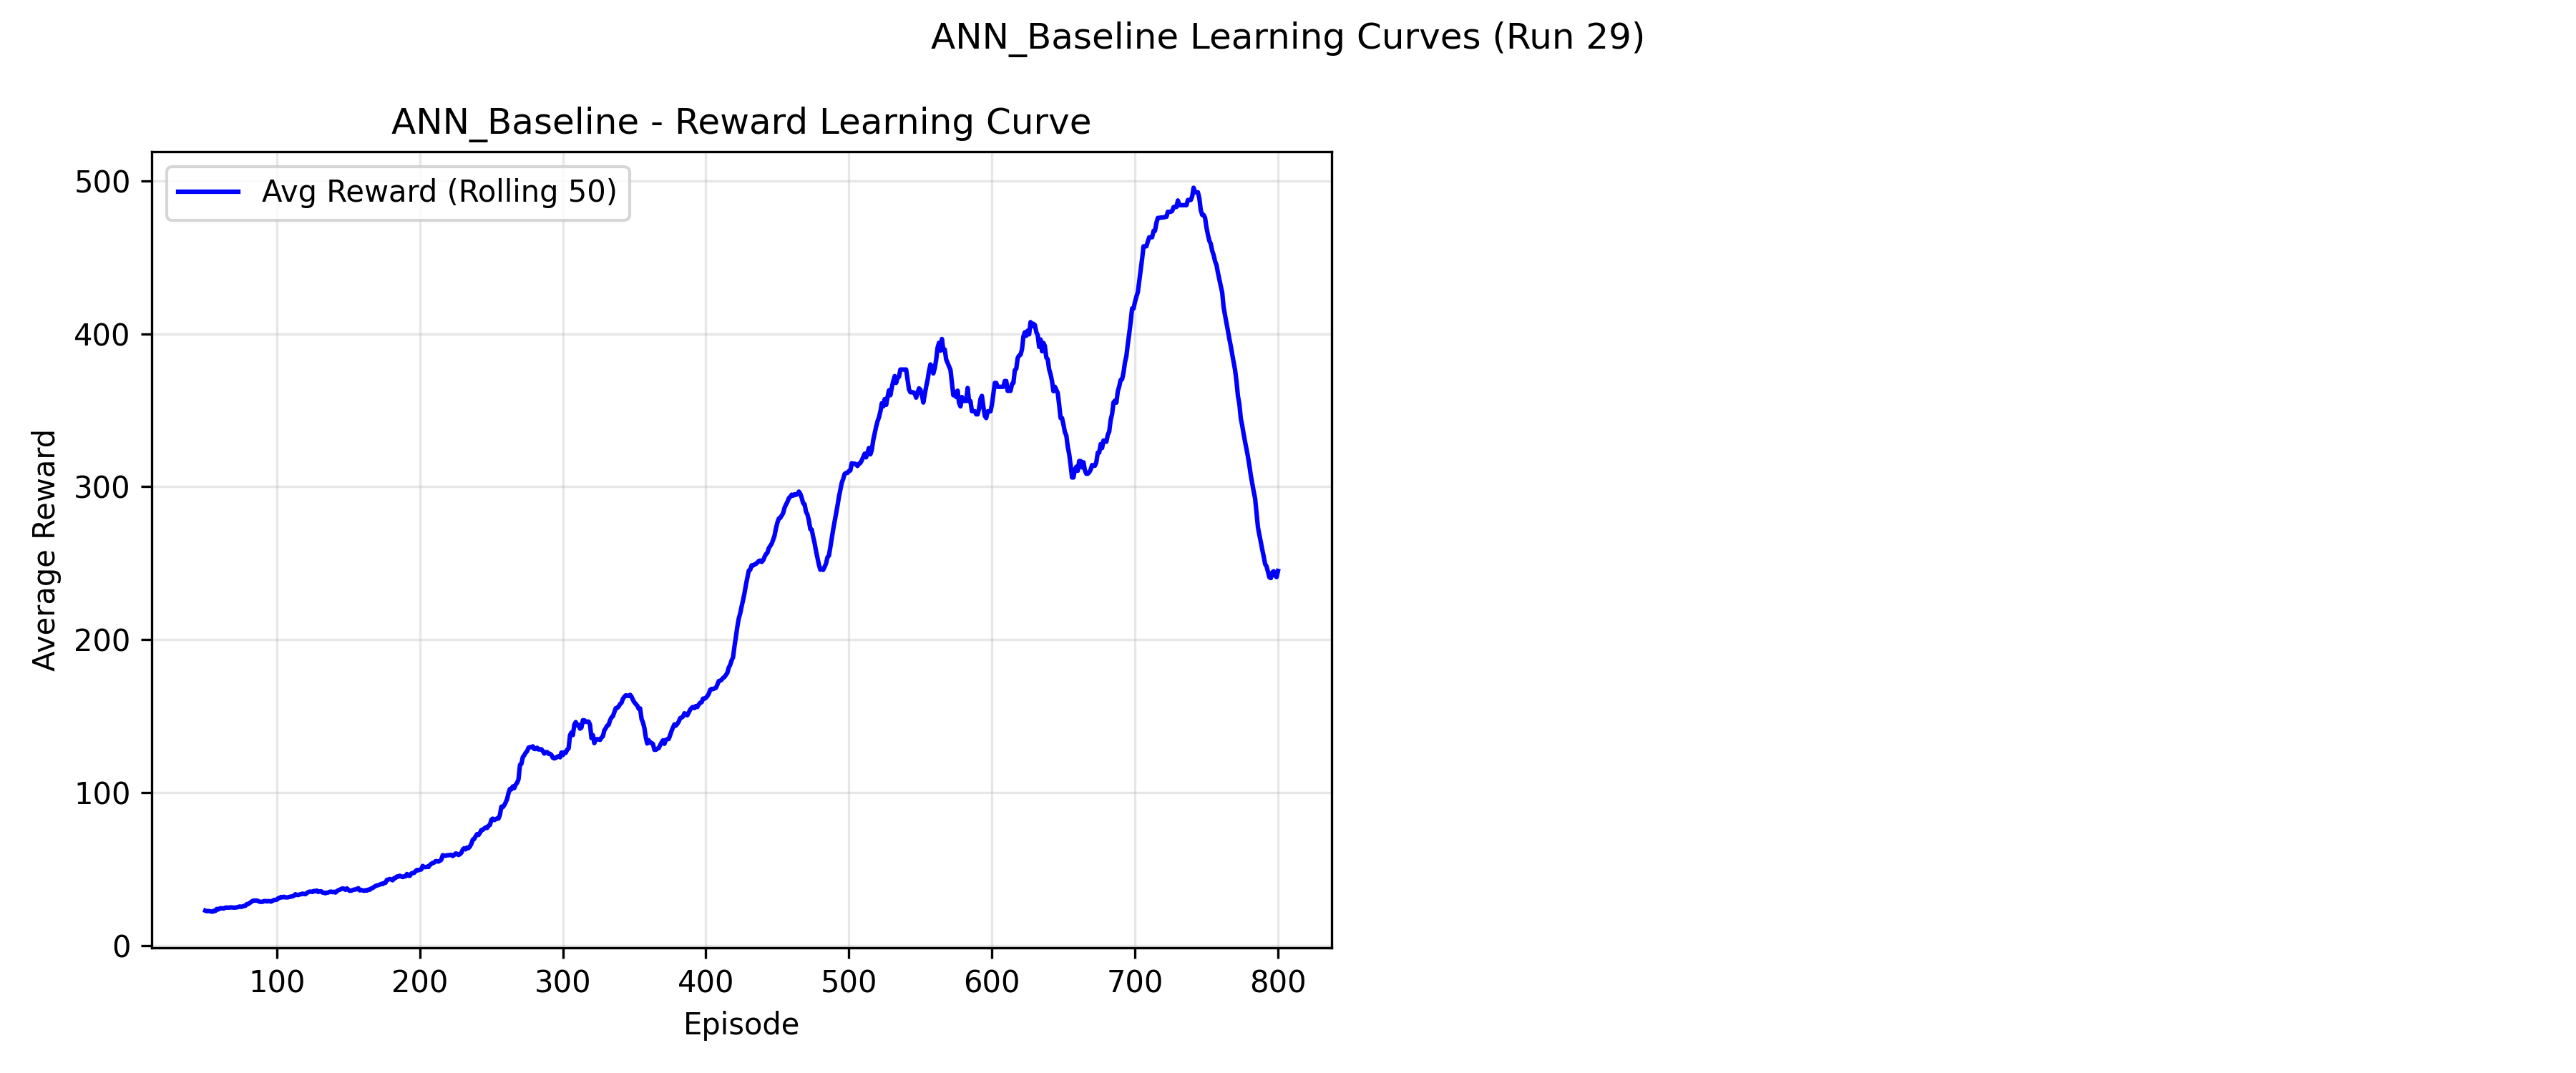 ANN_Baseline Learning Curves (Run 29)
ANN_Baseline - Reward Learning Curve
Avg Reward (Rolling 50)
500
400
300
200
100
0
Average Reward
100 200 300 400 500 600 700 800
Episode